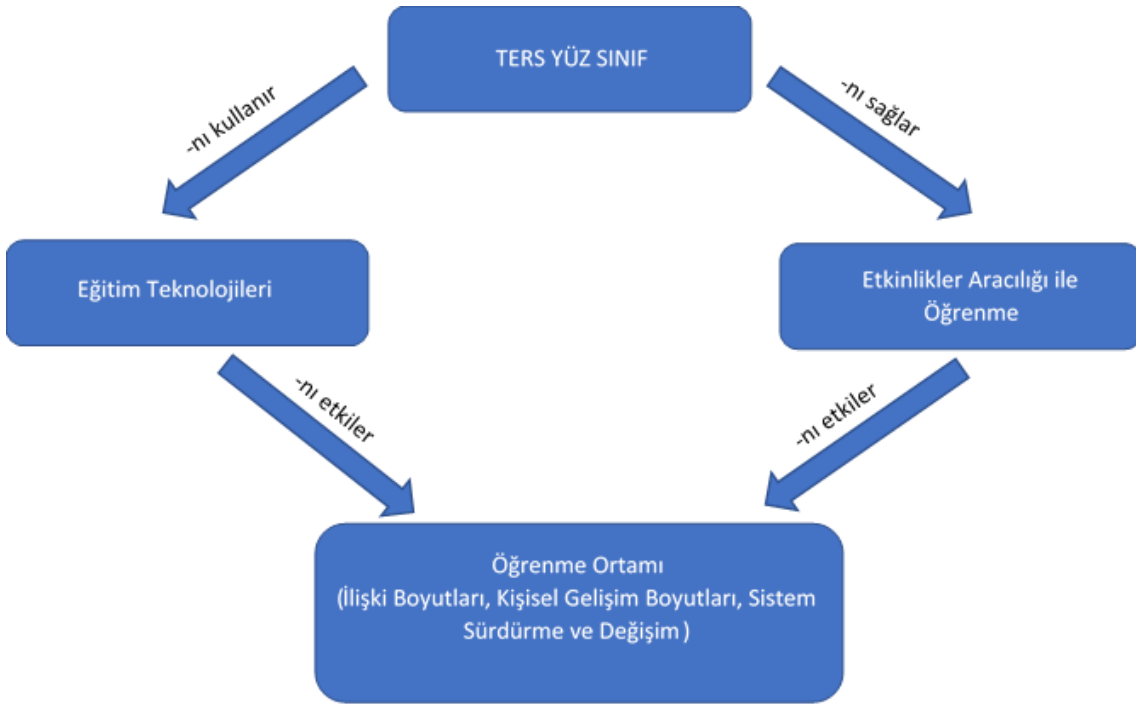 TERS YÜZ SINIF
-nı kullanır
-nı sağlar
Eğitim Teknolojileri
Etkinlikler Aracılığı ile
Öğrenme
-nı etkiler
-nı etkiler
Öğrenme Ortamı
(İlişki Boyutları, Kişisel Gelişim Boyutları, Sistem
Sürdürme ve Değişim )